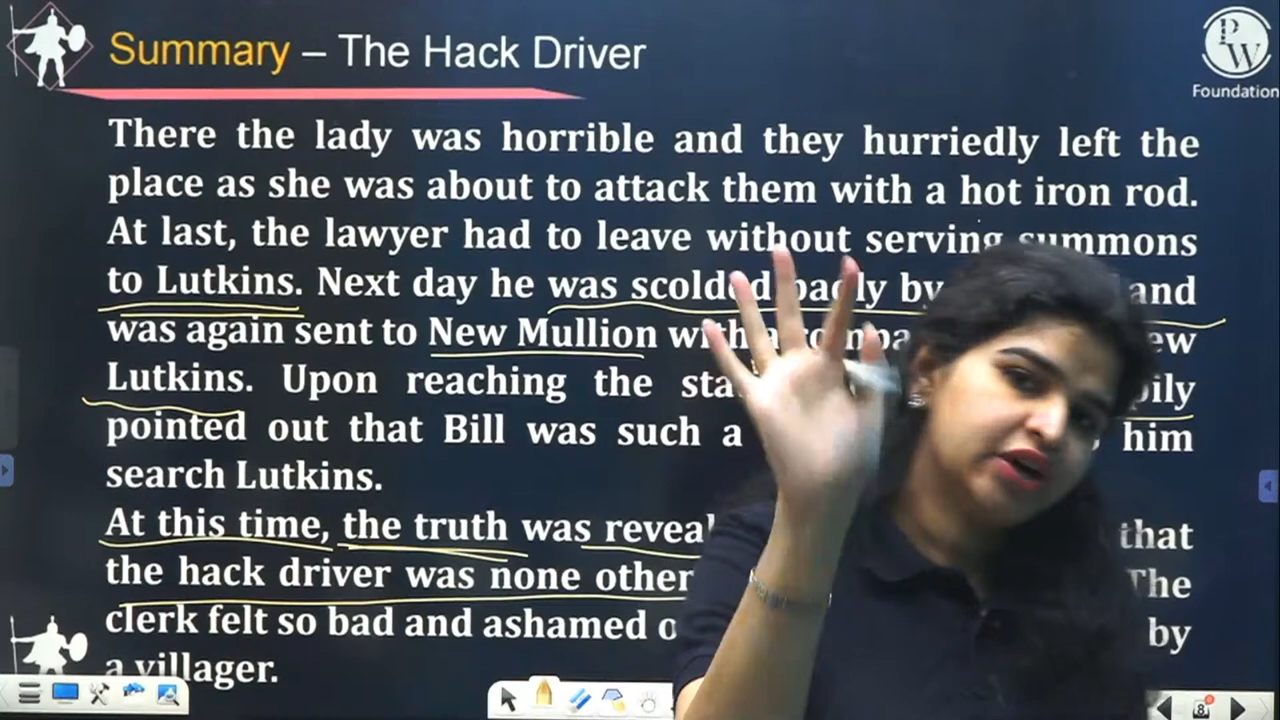 Summary – The Hack Driver
PW
Foundation
There the lady was horrible and they hurriedly left the
place as she was about to attack them with a hot iron rod.
At last, the lawyer had to leave without serving summons
to Lutkins. Next day he was scolded badly by and
was again sent to New Mullion with a
Lutkins. Upon reaching the
pointed out that Bill was such a him
search Lutkins.
At this time, the truth was that
the hack driver was none other The
clerk felt so bad and ashamed by
a villager.
8